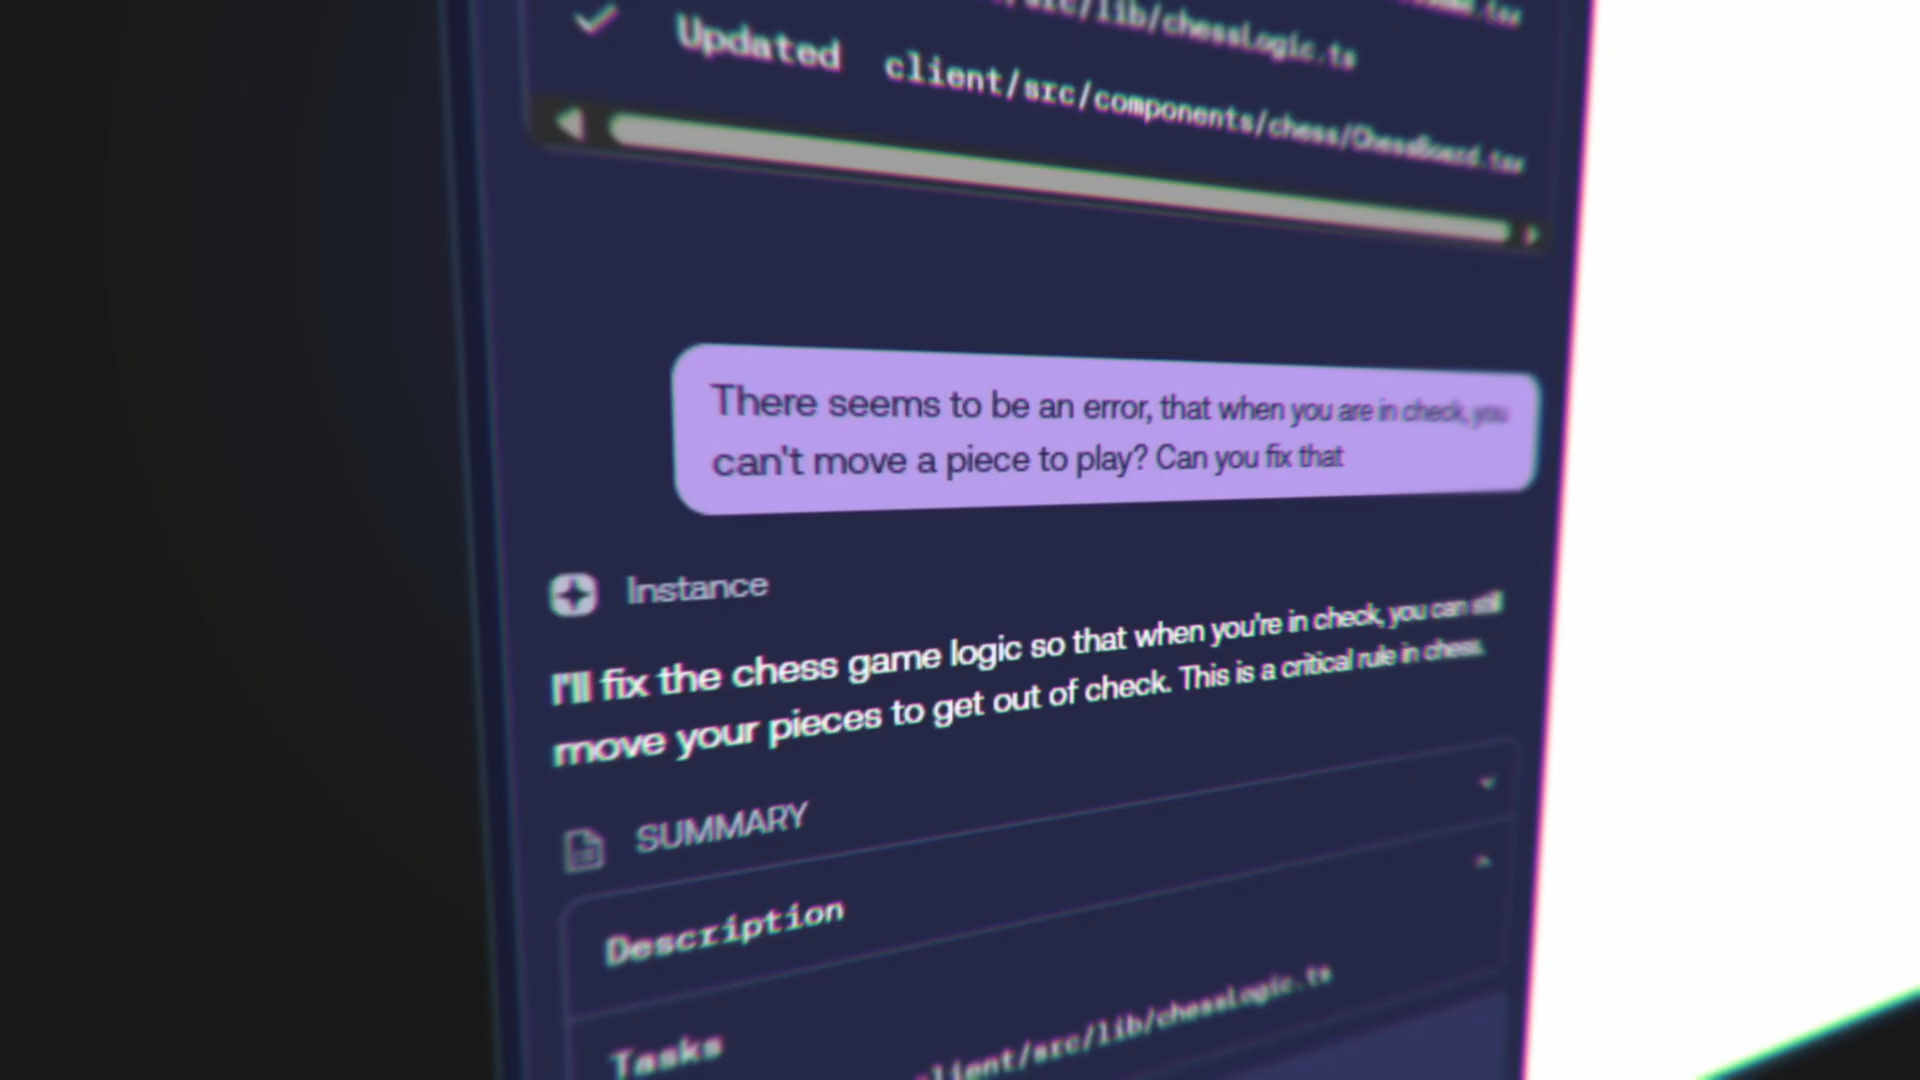 src/lib/chessLogic.ts
Updated client/src/components/chess/ChessBoard.tsx
There seems to be an error, that when you are in check, you
can't move a piece to play? Can you fix that
Instance
I'll fix the chess game logic so that when you're in check, you can still
move your pieces to get out of check. This is a critical rule in chess.
SUMMARY
Description
Tasks
client/src/lib/chessLogic.ts